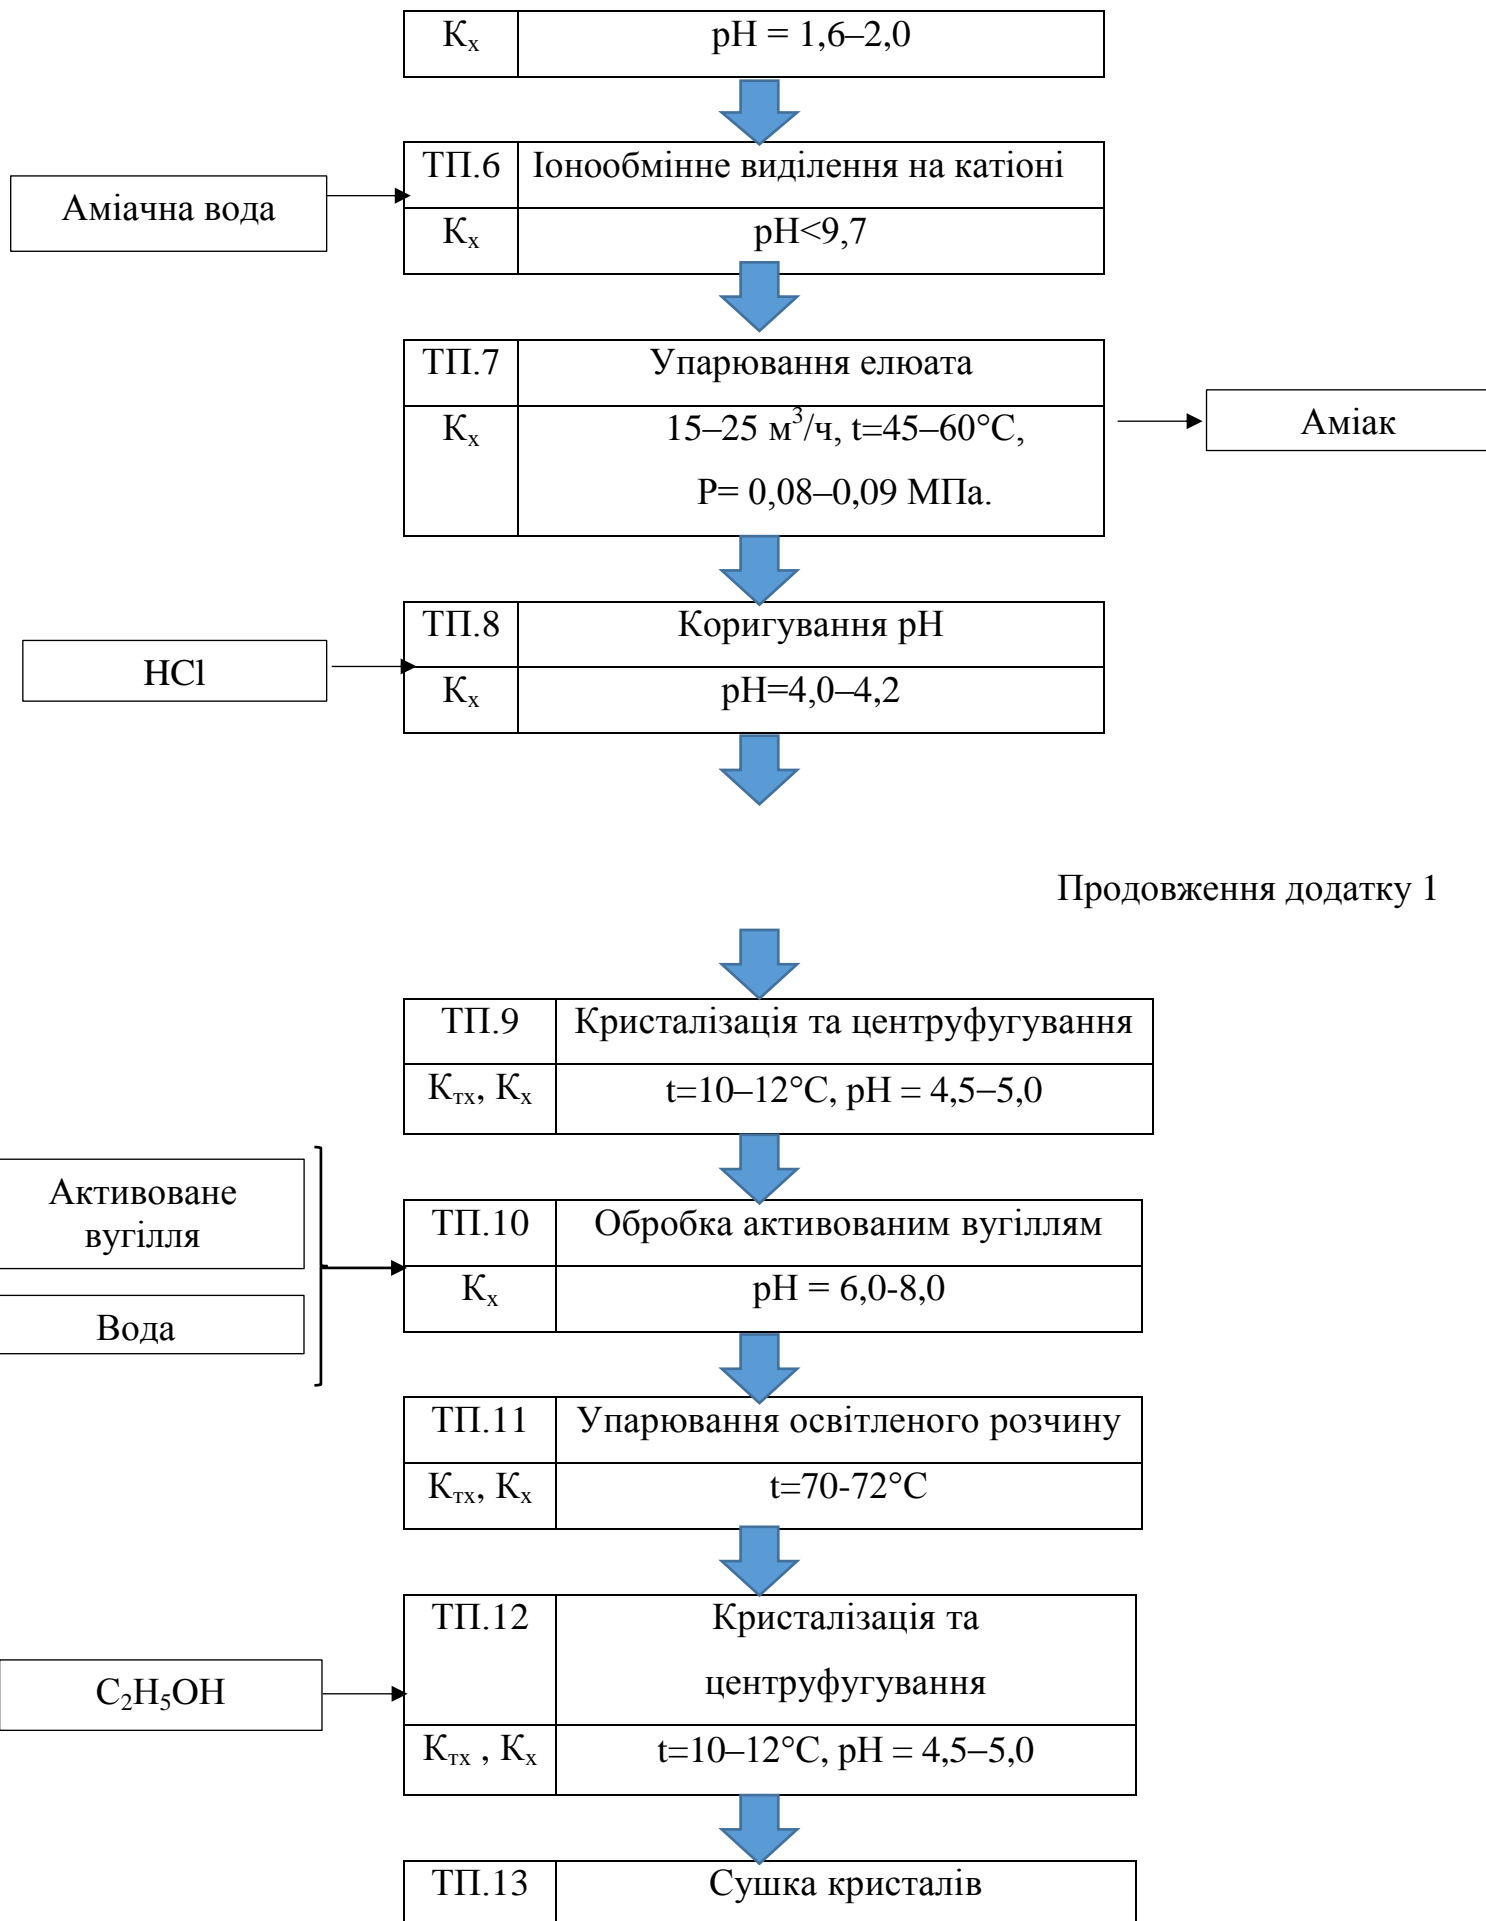 Кх pH = 1,6–2,0
ТП.6 Іонообмінне виділення на катіоні
Аміачна вода
Кх pH<9,7
ТП.7 Упарювання елюата
Кх 15–25 м³/ч, t=45–60°C,
P= 0,08–0,09 МПа.
Аміак
ТП.8 Коригування pH
HCl
Кх pH=4,0–4,2
Продовження додатку 1
ТП.9 Кристалізація та центруфугування
Ктх, Кх t=10–12°C, pH = 4,5–5,0
Активоване
вугілля
Вода
ТП.10 Обробка активованим вугіллям
Кх pH = 6,0-8,0
ТП.11 Упарювання освітленого розчину
Ктх, Кх t=70-72°C
ТП.12 Кристалізація та
центруфугування
C₂H₅OH
Ктх , Кх t=10–12°C, pH = 4,5–5,0
ТП.13 Сушка кристалів